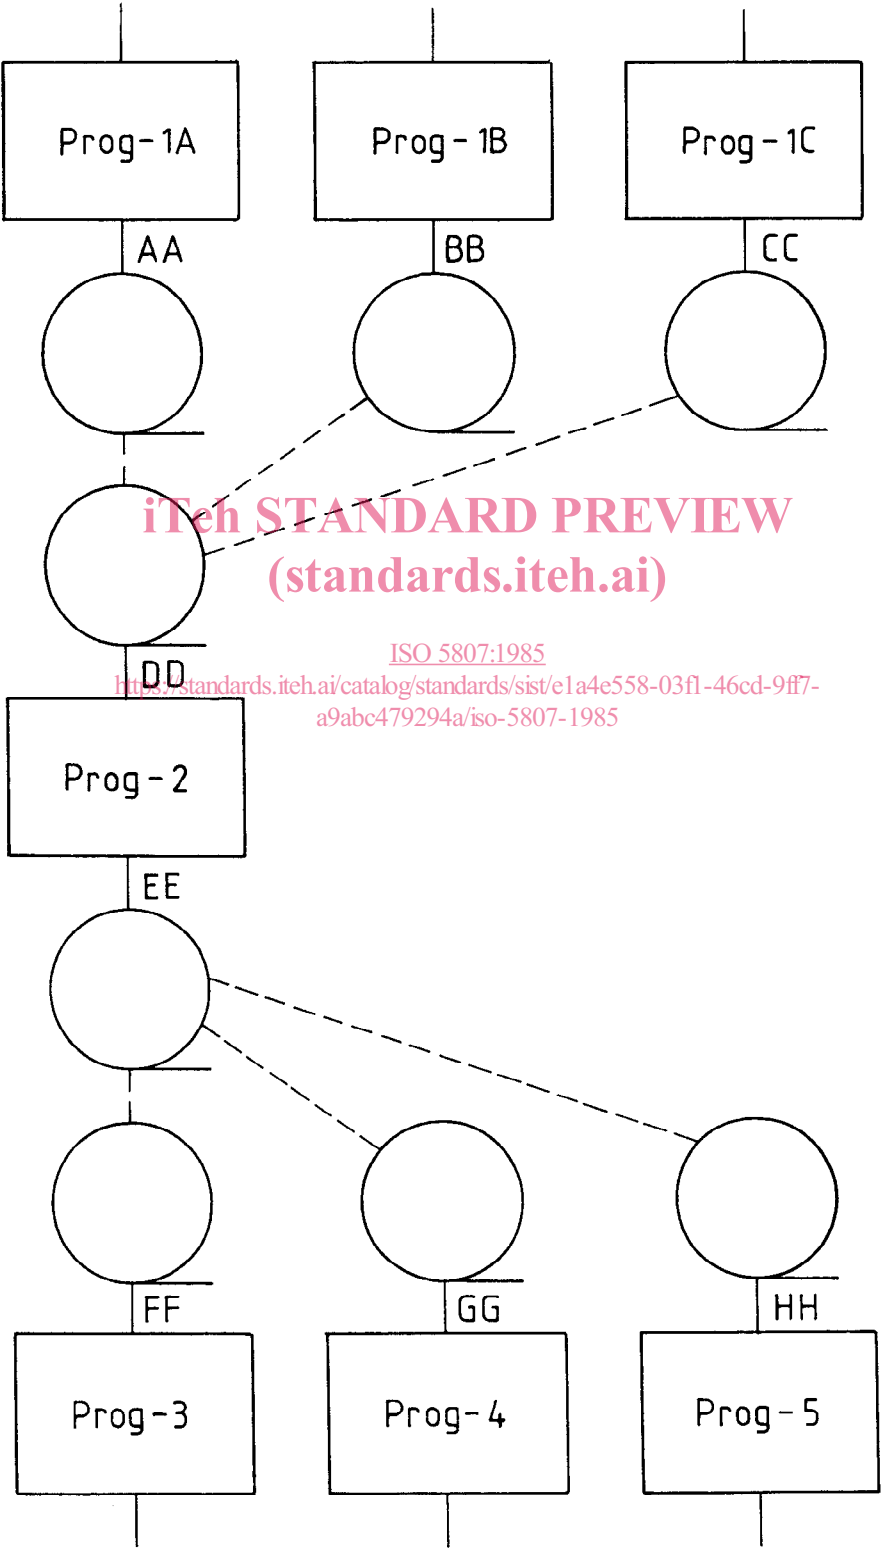 Prog-1A
Prog-1B
Prog-1C
AA
BB
CC
iTeh STANDARD PREVIEW
(standards.iteh.ai)
ISO 5807:1985
DD
https://standards.iteh.ai/catalog/standards/sist/e1a4e558-03f1-46cd-9ff7-
a9abc479294a/iso-5807-1985
Prog-2
EE
FF
GG
HH
Prog-3
Prog-4
Prog-5